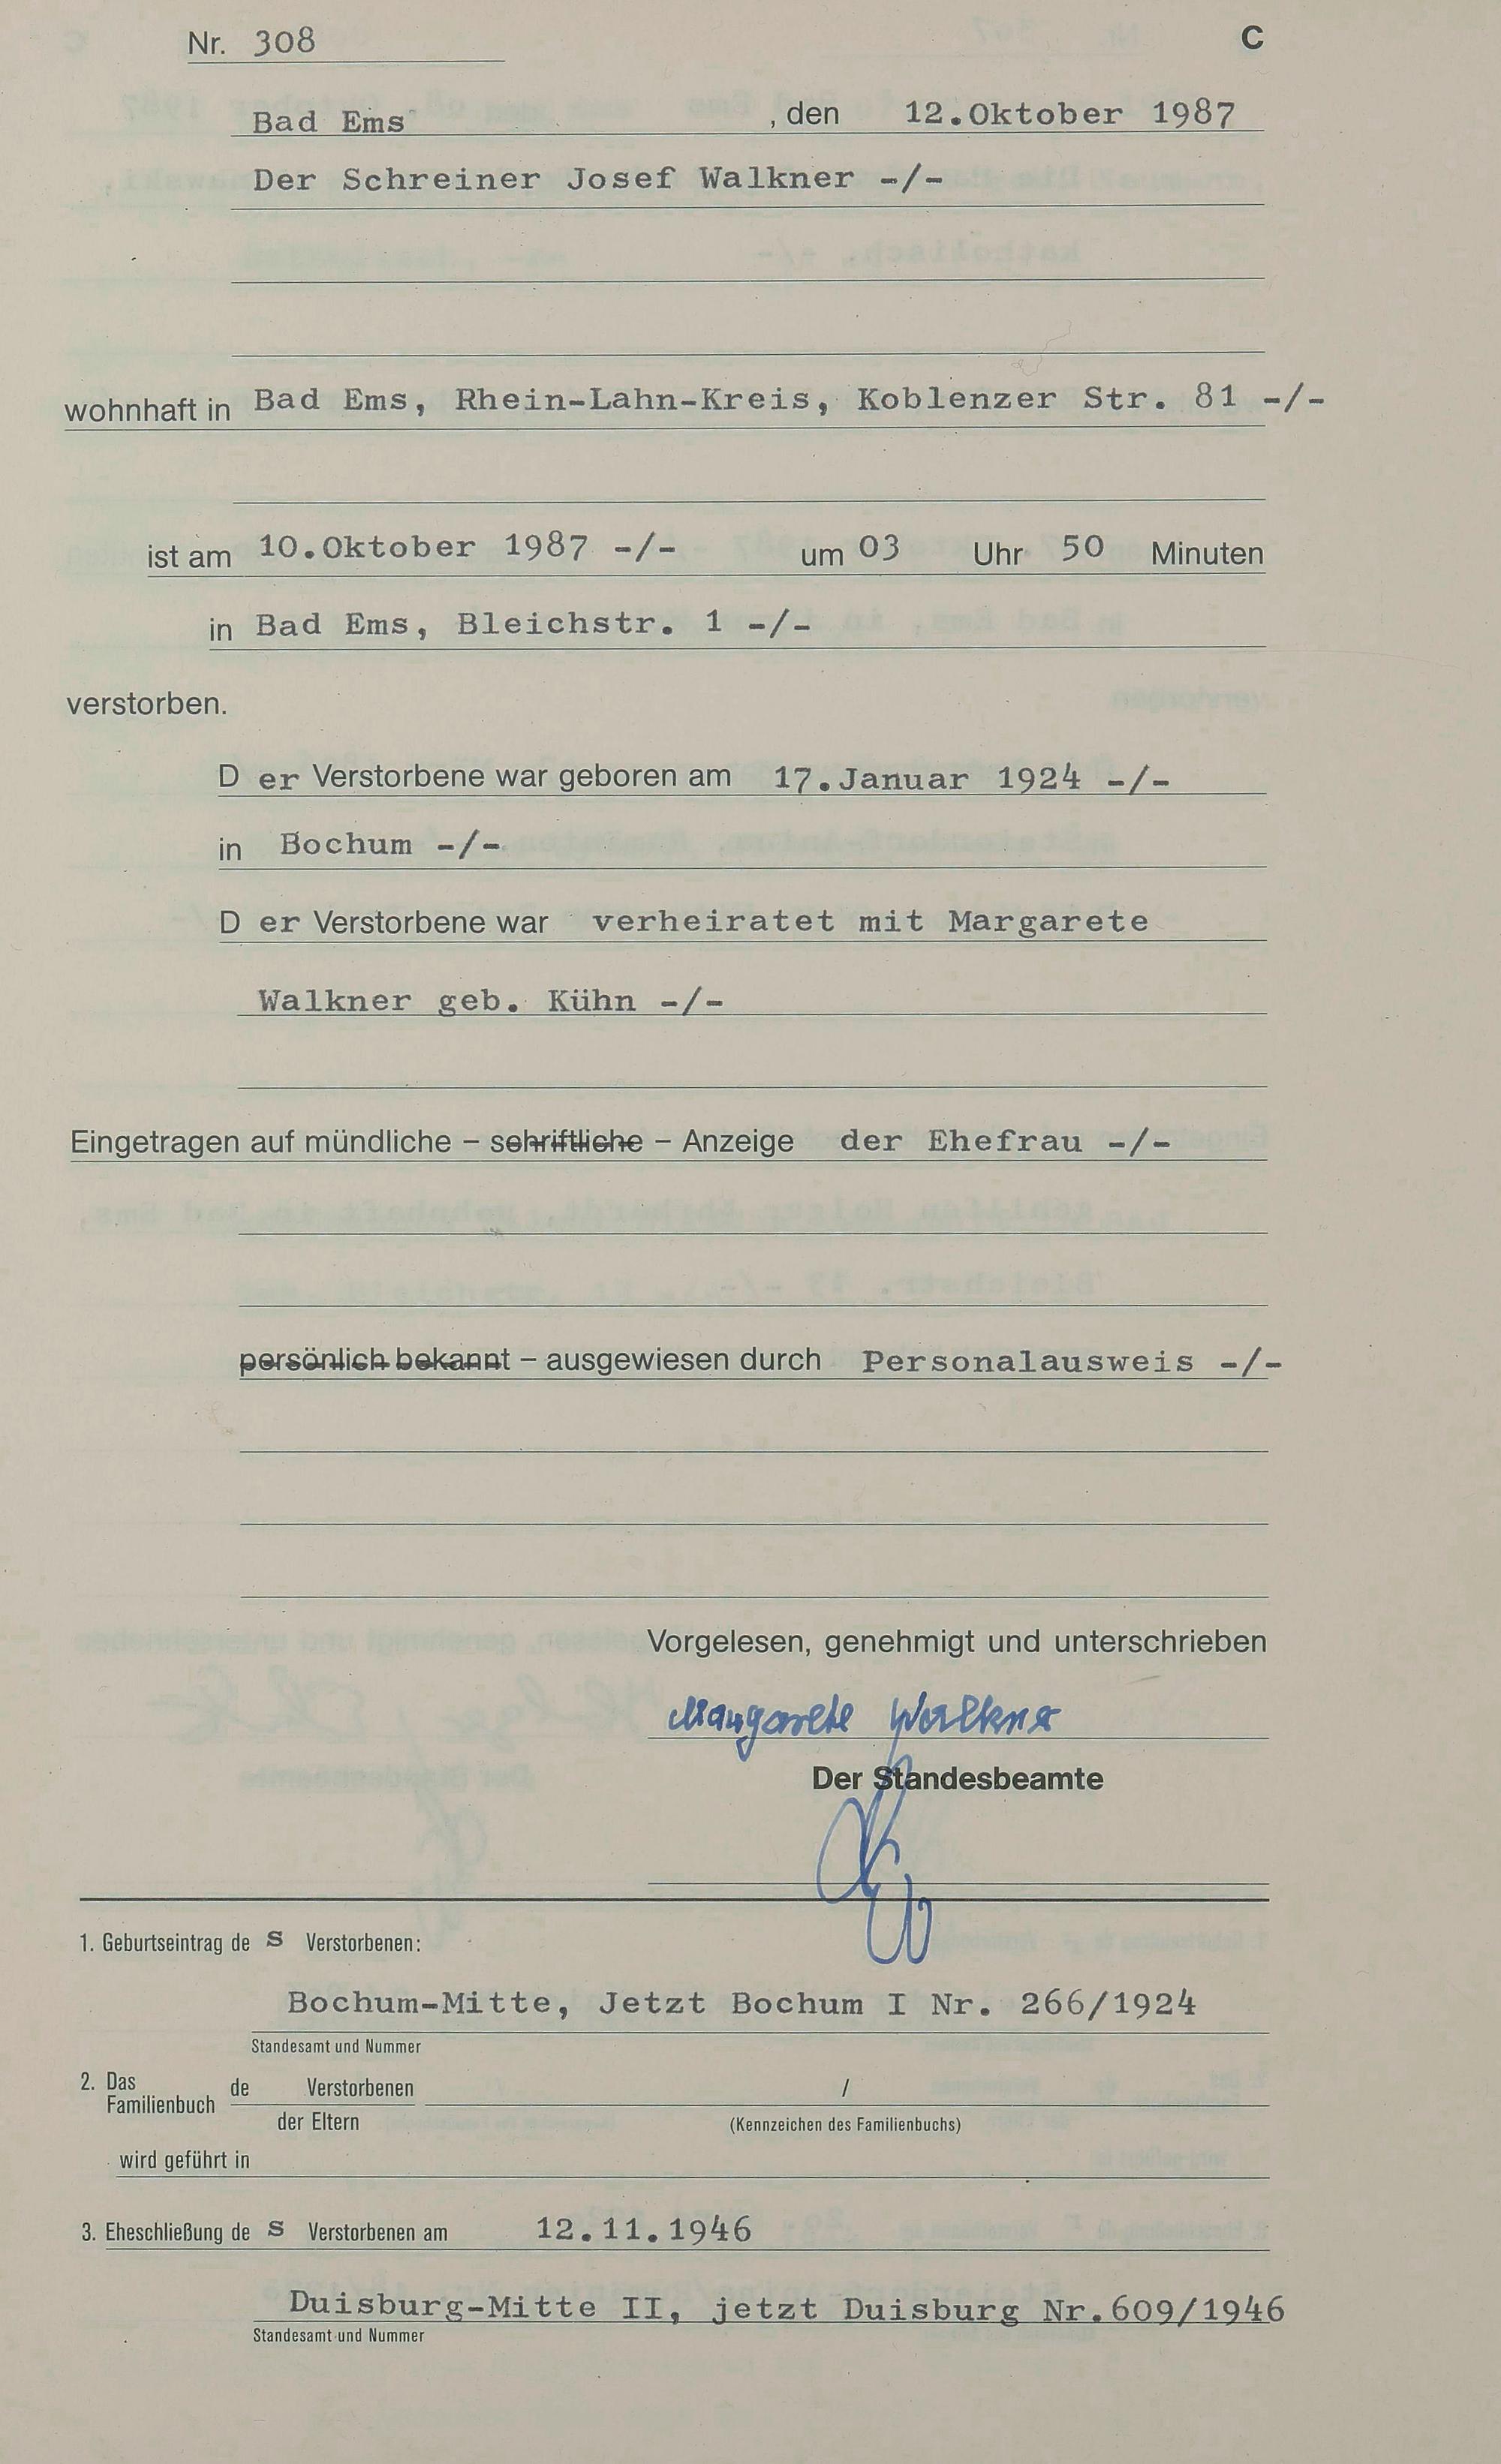 Nr. 308
C
Bad Ems , den 12.Oktober 1987
Der Schreiner Josef Walkner -/-
wohnhaft in Bad Ems, Rhein-Lahn-Kreis, Koblenzer Str. 81 -/-
ist am 10.Oktober 1987 -/- um 03 Uhr 50 Minuten
in Bad Ems, Bleichstr. 1 -/-
verstorben.
D er Verstorbene war geboren am 17.Januar 1924 -/-
in Bochum -/-
D er Verstorbene war verheiratet mit Margarete
Walkner geb. Kühn -/-
Eingetragen auf mündliche – schriftliche – Anzeige der Ehefrau -/-
persönlich bekannt – ausgewiesen durch Personalausweis -/-
Vorgelesen, genehmigt und unterschrieben
Margarete Walkner
Der Standesbeamte
1. Geburtseintrag de s Verstorbenen:
Bochum-Mitte, Jetzt Bochum I Nr. 266/1924
Standesamt und Nummer
2. Das Familienbuch de Verstorbenen /
der Eltern (Kennzeichen des Familienbuchs)
wird geführt in
3. Eheschließung de s Verstorbenen am 12.11.1946
Duisburg-Mitte II, jetzt Duisburg Nr.609/1946
Standesamt und Nummer